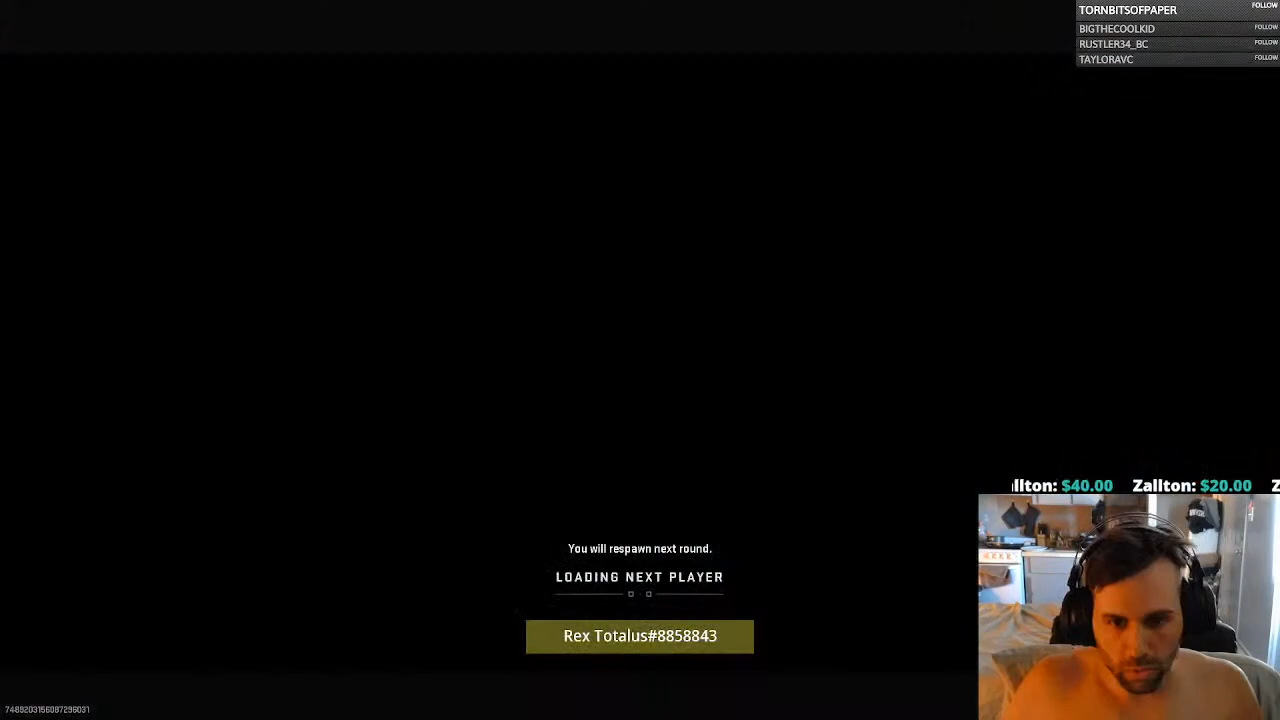 TORNBITSOFPAPER FOLLOW
BIGTHECOOLKID FOLLOW
RUSTLER34_BC FOLLOW
TAYLORAVC FOLLOW
llton: $40.00 Zallton: $20.00 Z
You will respawn next round.
LOADING NEXT PLAYER
Rex Totalus#8858843
7489203156087296031